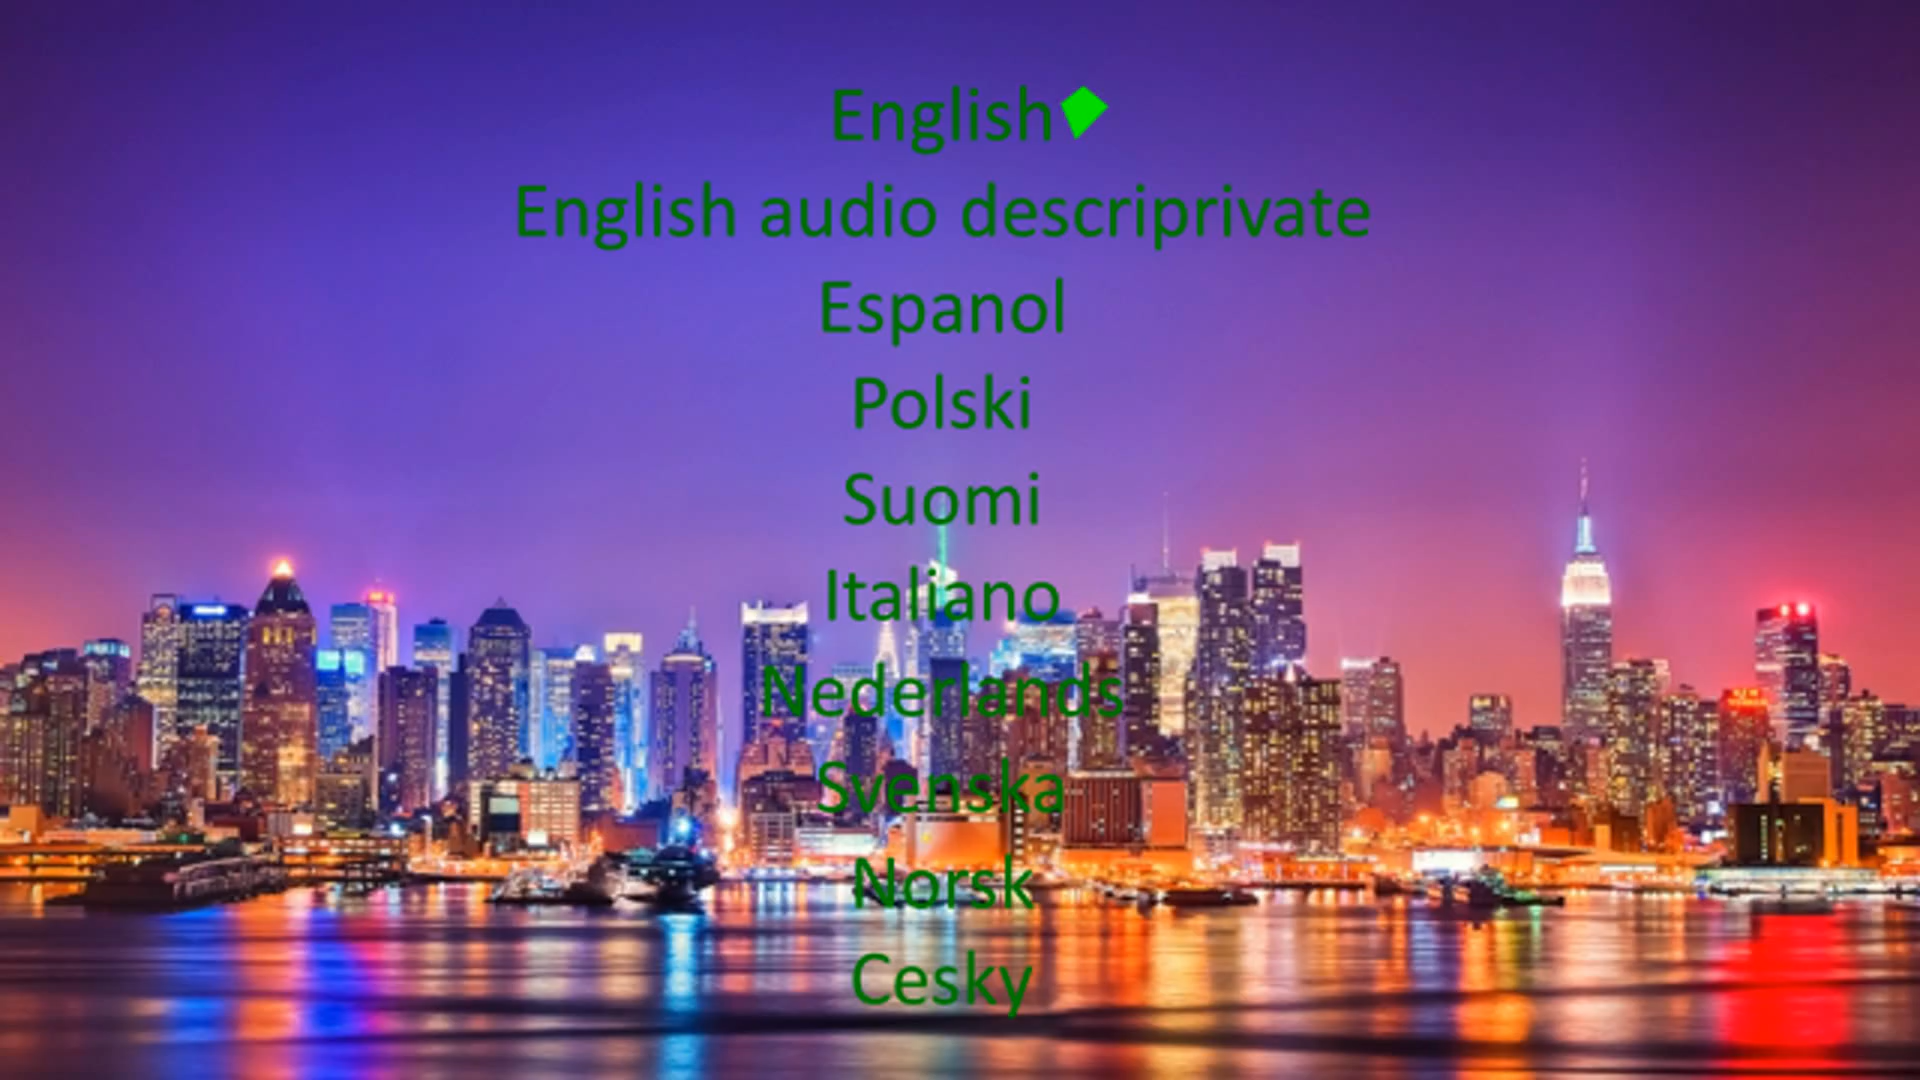 English
English audio descriprivate
Espanol
Polski
Suomi
Italiano
Nederlands
Svenska
Norsk
Cesky